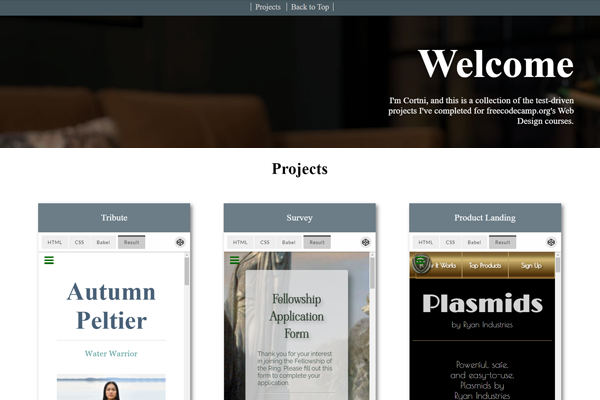 Projects | Back to Top
Welcome
I'm Cortni, and this is a collection of the test-driven
projects I've completed for freecodecamp.org's Web
Design courses.
Projects
Tribute
HTML CSS Babel Result
Autumn
Peltier
Water Warrior
Survey
HTML CSS Babel Result
Fellowship
Application
Form
Thank you for your interest
in joining the Fellowship of
the Ring. Please fill out this
form to complete your
application.
Product Landing
HTML CSS Babel Result
It Works Top Products Sign Up
Plasmids
by Ryan Industries
Powerful, safe,
and easy-to-use,
Plasmids by
Ryan Industries